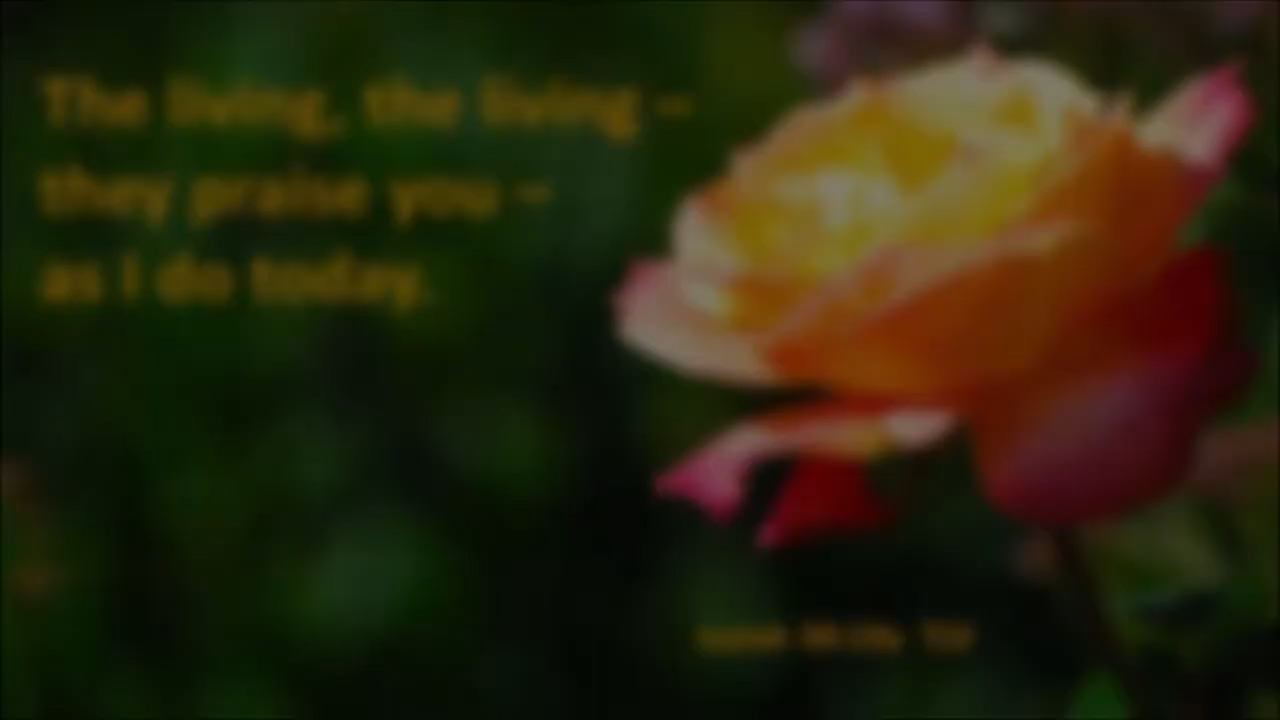 The living, the living –
they praise you –
as I do today.